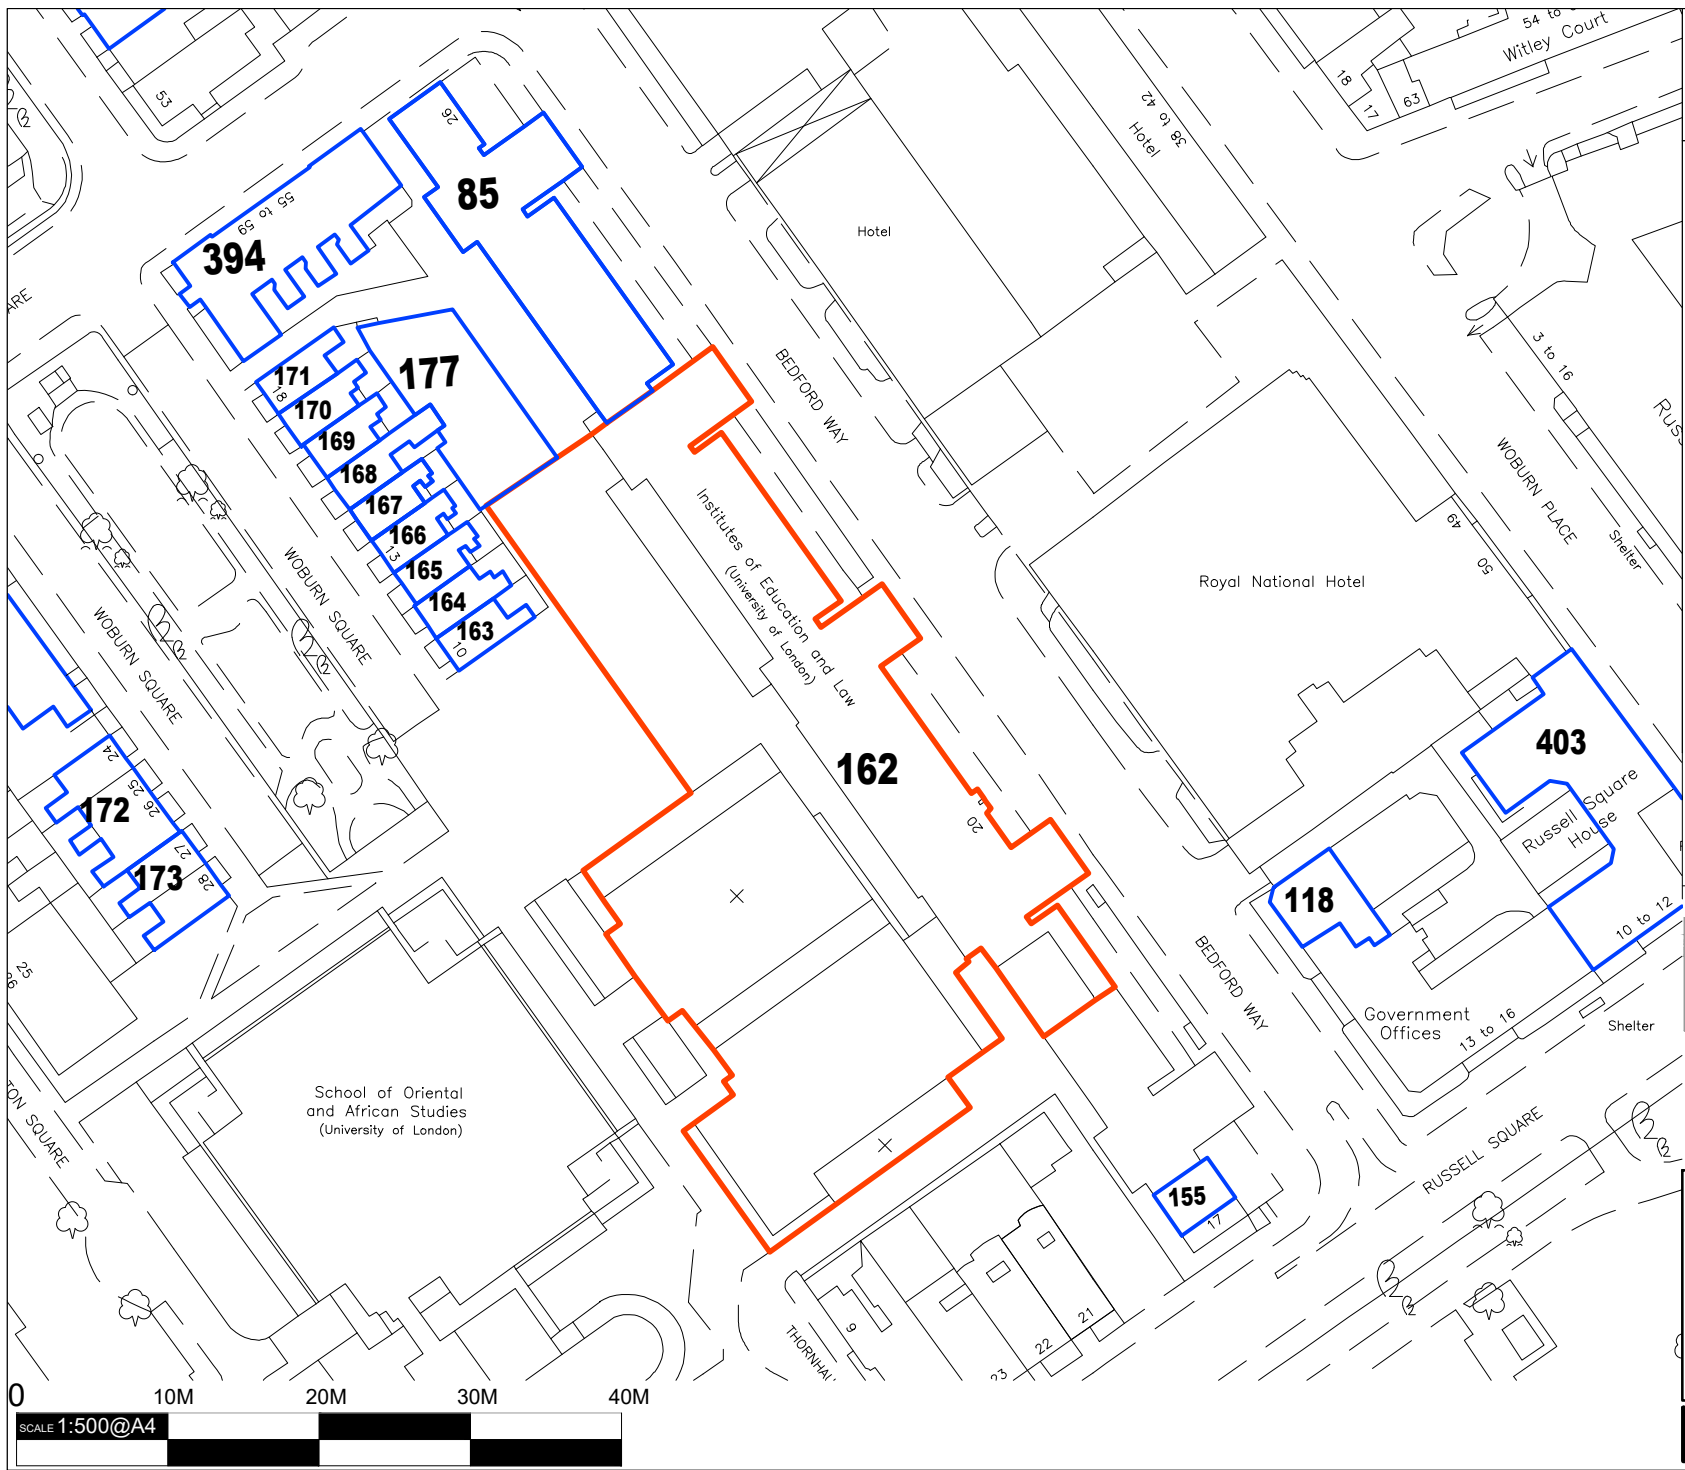 54 to
Witley Court
18
17
63
53
26
38 to 42
Hotel
85
55 to 59
394
Hotel
ARE
BEDFORD WAY
3 to 16
171
18
177
170
169
168
167
166
13
165
164
163
10
WOBURN SQUARE
WOBURN SQUARE
Institutes of Education and Law
(University of London)
WOBURN PLACE
Shelter
49
50
Royal National Hotel
162
20
403
Russell Square
House
24
25
26
172
27
173
28
118
10 to 12
25
BEDFORD WAY
Government
Offices
13 to 16
Shelter
School of Oriental
and African Studies
(University of London)
TON SQUARE
RUSSELL SQUARE
155
17
9
21
22
23
THORNHAU
0
10M
20M
30M
40M
SCALE 1:500@A4